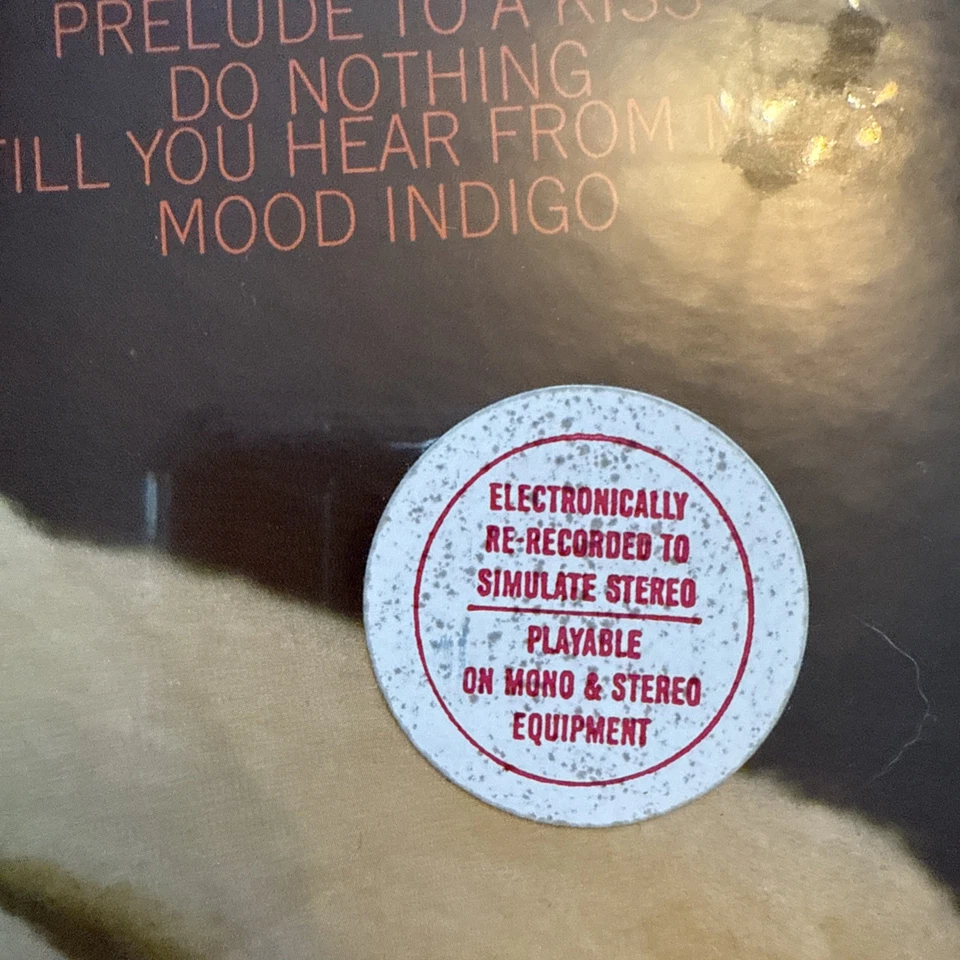 PRELUDE TO A KISS
DO NOTHING
TILL YOU HEAR FROM
MOOD INDIGO
ELECTRONICALLY
RE-RECORDED TO
SIMULATE STEREO
PLAYABLE
ON MONO & STEREO
EQUIPMENT